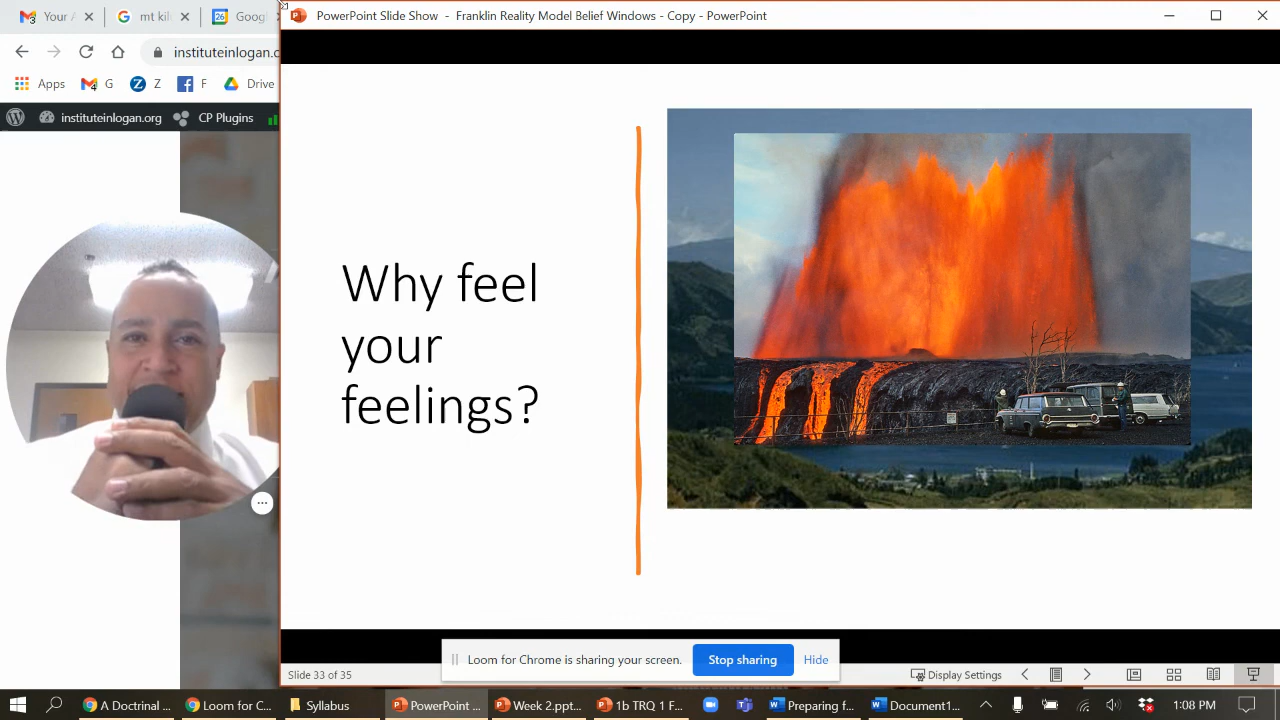 Your A
mt kil
26
Google
PowerPoint Slide Show - Franklin Reality Model Belief Windows - Copy - PowerPoint
instituteinlogan.c
Apps
G
Z
F
Drive
instituteinlogan.org
CP Plugins
Why feel
your
feelings?
Loom for Chrome is sharing your screen.
Stop sharing
Hide
Slide 33 of 35
Display Settings
A Doctrinal ...
Loom for C...
Syllabus
PowerPoint ...
Week 2.ppt...
1b TRQ 1 F...
Preparing f...
Document1...
1:08 PM